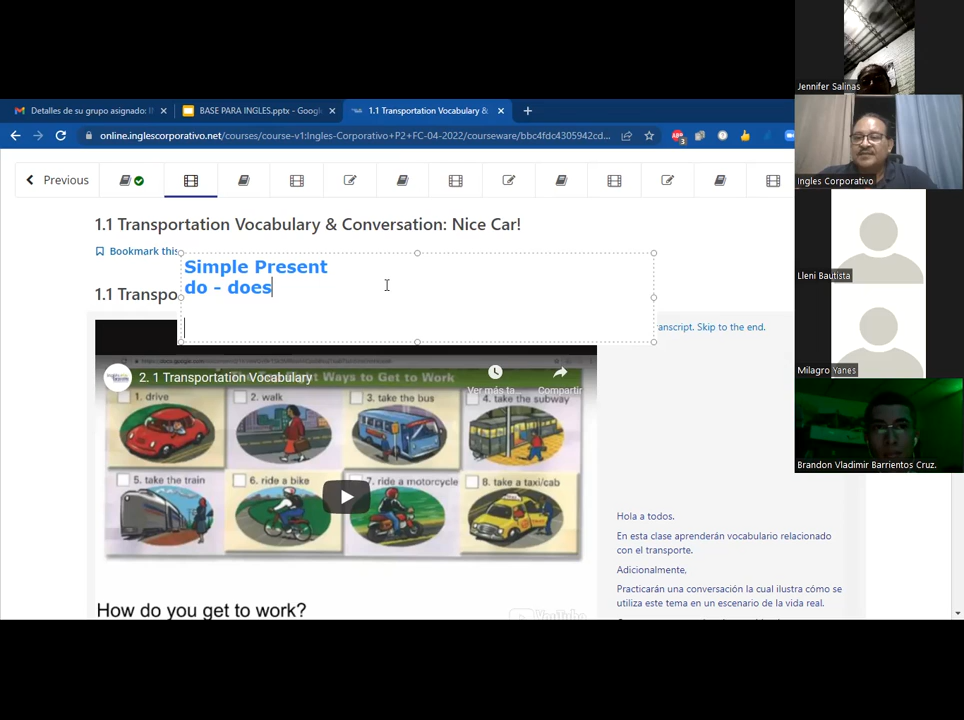 Detalles de su grupo asignado: I
BASE PARA INGLES.pptx - Googl
1.1 Transportation Vocabulary &
online.inglescorporativo.net/courses/course-v1:Ingles-Corporativo+P2+FC-04-2022/courseware/bbc4fdc4305942cd...
Previous
1.1 Transportation Vocabulary & Conversation: Nice Car!
Bookmark this
Simple Present
do - does
1.1 Transpo
anscript. Skip to the end.
2. 1 Transportation Vocabulary
Ver más ta...
Compartir
Ways to Get to Work?
1. drive
2. walk
3. take the bus
4. take the subway
5. take the train
6. ride a bike
7. ride a motorcycle
8. take a taxi/cab
How do you get to work?
YouTube
Hola a todos.
En esta clase aprenderán vocabulario relacionado
con el transporte.
Adicionalmente,
Practicarán una conversación la cual ilustra cómo se
utiliza este tema en un escenario de la vida real.
Jennifer Salinas
Ingles Corporativo
Lleni Bautista
Milagro Yanes
Brandon Vladimir Barrientos Cruz.